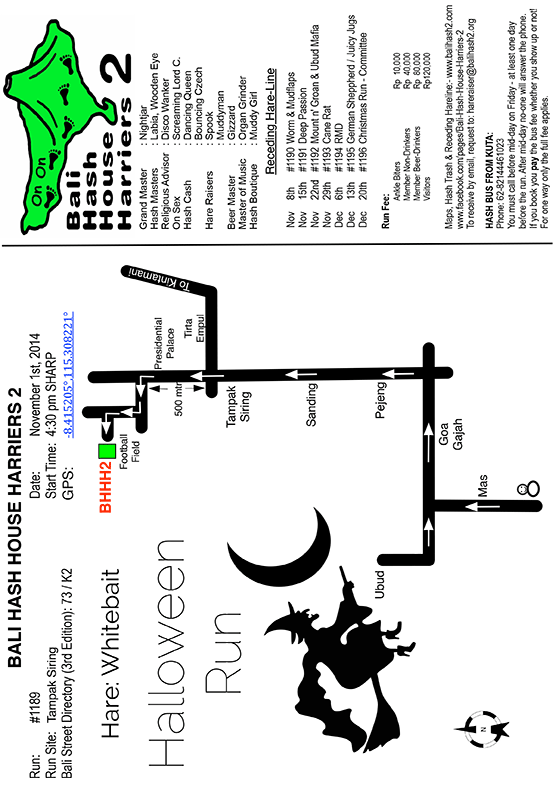 BALI HASH HOUSE HARRIERS 2
Run: #1189
Run Site: Tampak Siring
Bali Street Directory (3rd Edition): 73 / K2
Date: November 1st, 2014
Start Time: 4:30 pm SHARP
GPS: -8.415205°,115.308221°
Hare: Whitebait
Halloween
Run
BHHH2
Football
Field
500 mtr
Presidential
Palace
Tirta
Empul
To Kintamani
Tampak
Siring
Sanding
Pejeng
Goa
Gajah
Ubud
Mas
N
On On
Bali
Hash
House
Harriers 2
Grand Master : Nightjar
Hash Masters : Labia, Wooden Eye
Religious Advisor : Disco Wanker
On Sex : Screaming Lord C.
Hash Cash : Dancing Queen
Bouncing Czech
Hare Raisers : Spook
Muddyman
Beer Master : Gizzard
Master of Music : Organ Grinder
Hash Boutique : Muddy Girl
Receding Hare-Line
Nov 8th #1190 Worm & Mudflaps
Nov 15th #1191 Deep Passion
Nov 22nd #1192 Mount n' Groan & Ubud Mafia
Nov 29th #1193 Cane Rat
Dec 6th #1194 DMD
Dec 13th #1195 German Sheppherd / Juicy Jugs
Dec 20th #1196 Christmas Run - Committee
Run Fee:
Ankle Biters Rp 10.000
Member Non-Drinkers Rp 40.000
Member Beer-Drinkers Rp 80.000
Visitors Rp120.000
Maps, Hash Trash & Receding Hareline:- www.balihash2.com
www.facebook.com/pages/Bali-Hash-House-Harriers-2
To receive by email, request to: hareraiser@balihash2.org
HASH BUS FROM KUTA:
Phone: 62-82144461023
You must call before mid-day on Friday - at least one day
before the run. After mid-day no-one will answer the phone.
If you book you pay the bus fee whether you show up or not!
For one way only the full fee applies.